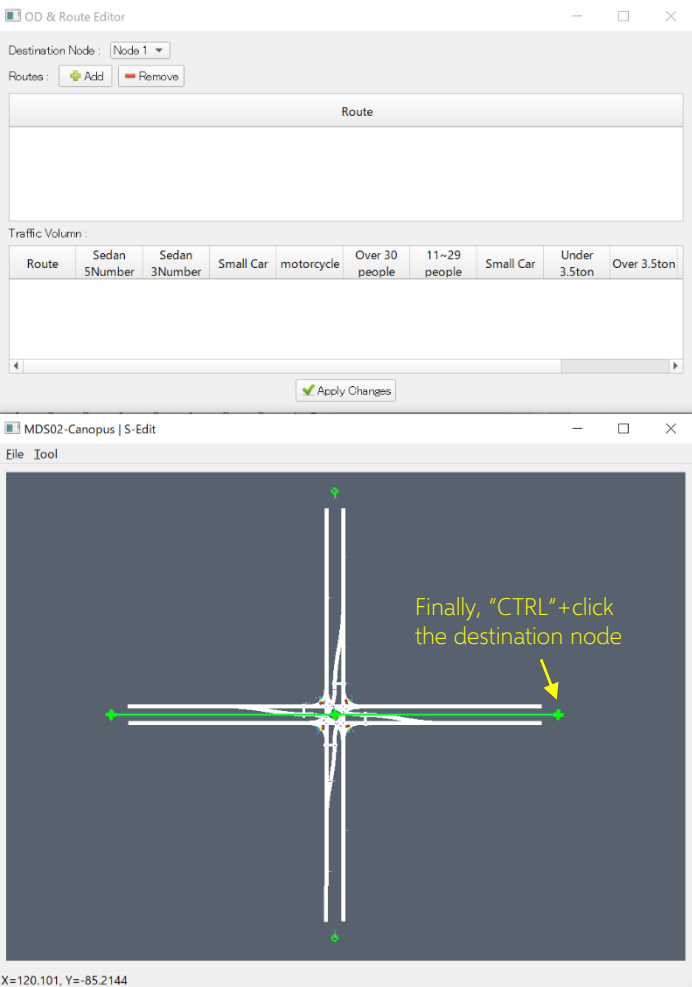 OD & Route Editor
Destination Node : Node 1
Routes : Add Remove
Route
Traffic Volumn :
Route Sedan 5Number Sedan 3Number Small Car motorcycle Over 30 people 11~29 people Small Car Under 3.5ton Over 3.5ton
Apply Changes
MDS02-Canopus | S-Edit
File Tool
Finally, "CTRL"+click
the destination node
X=120.101, Y=-85.2144